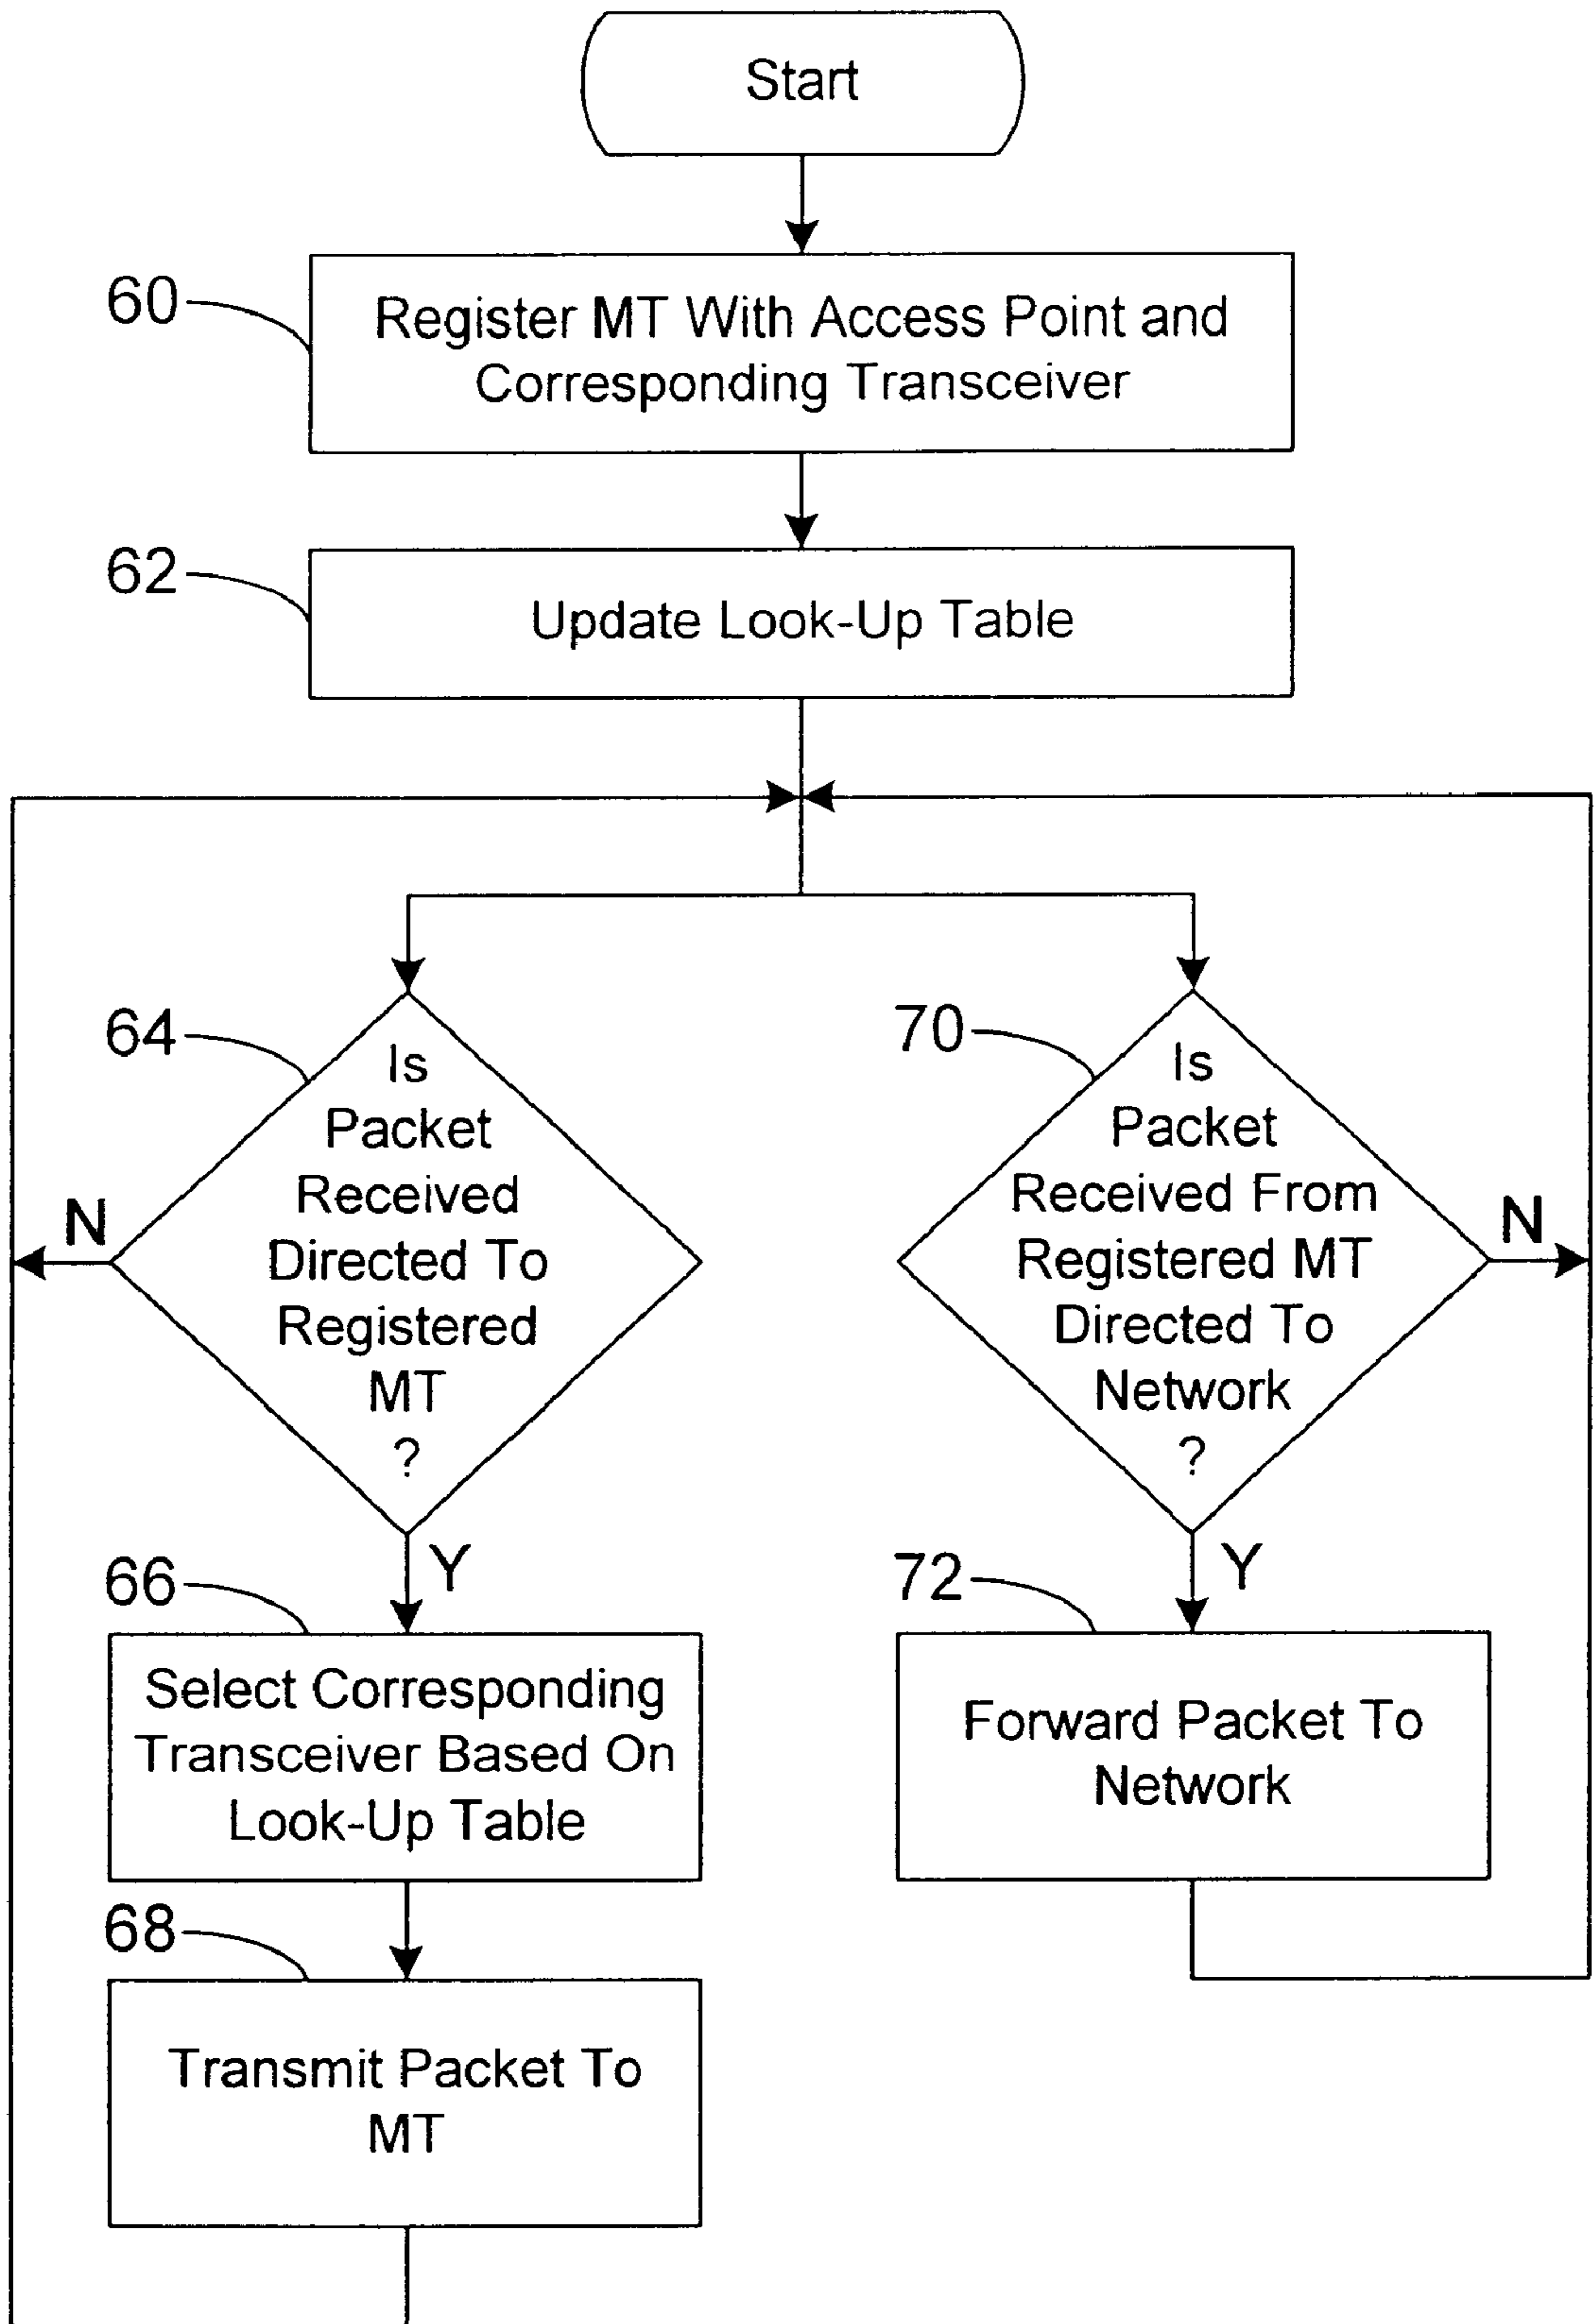 Start
60
Register MT With Access Point and
Corresponding Transceiver
62
Update Look-Up Table
64
Is
Packet
Received
Directed To
Registered
MT
?
N
Y
70
Is
Packet
Received From
Registered MT
Directed To
Network
?
N
Y
66
Select Corresponding
Transceiver Based On
Look-Up Table
72
Forward Packet To
Network
68
Transmit Packet To
MT